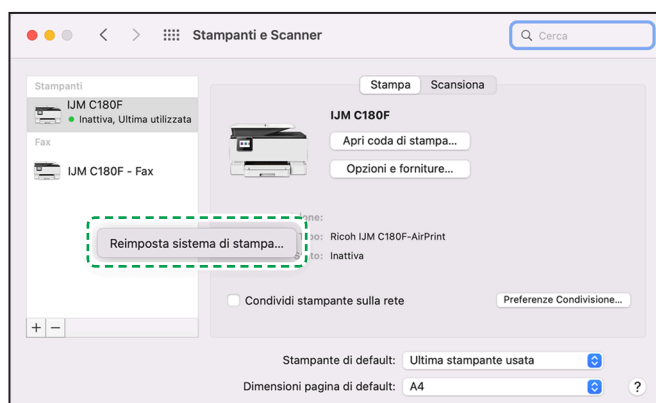 Stampanti e Scanner
Cerca
Stampanti
IJM C180F
Inattiva, Ultima utilizzata
Fax
IJM C180F - Fax
Stampa
Scansiona
IJM C180F
Apri coda di stampa...
Opzioni e forniture...
Reimposta sistema di stampa...
Ricoh IJM C180F-AirPrint
Inattiva
Condividi stampante sulla rete
Preferenze Condivisione...
+ −
Stampante di default: Ultima stampante usata
Dimensioni pagina di default: A4
?